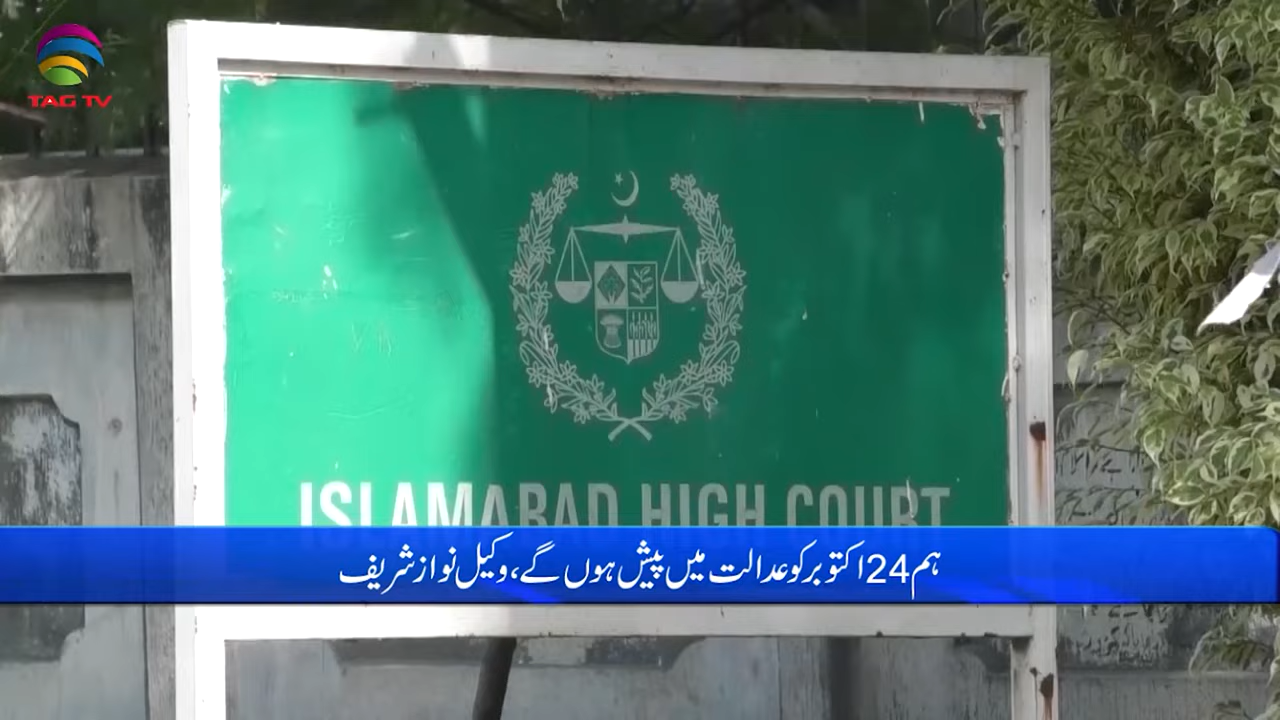 TAG TV
ISLAMABAD HIGH COURT
ہم 24 اکتوبر کو عدالت میں پیش ہوں گے، وکیل نواز شریف